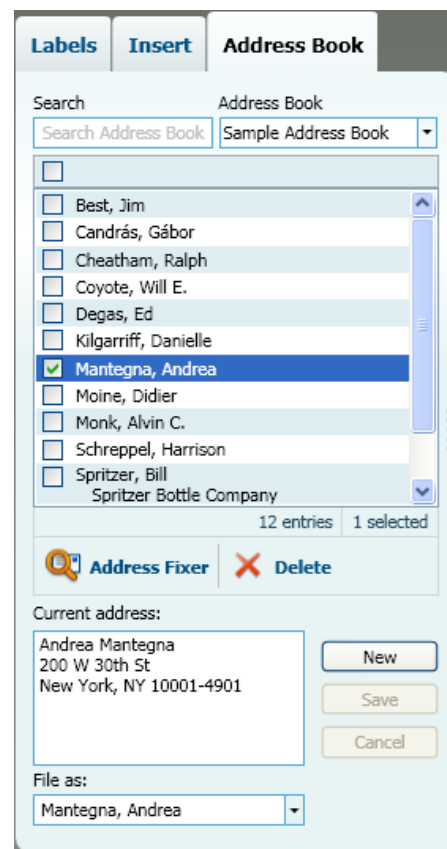 Labels Insert Address Book
Search Address Book
Search Address Book Sample Address Book
Best, Jim
Candrás, Gábor
Cheatham, Ralph
Coyote, Will E.
Degas, Ed
Kilgarriff, Danielle
Mantegna, Andrea
Moine, Didier
Monk, Alvin C.
Schreppel, Harrison
Spritzer, Bill
Spritzer Bottle Company
12 entries 1 selected
Address Fixer Delete
Current address:
Andrea Mantegna
200 W 30th St
New York, NY 10001-4901
New
Save
Cancel
File as:
Mantegna, Andrea